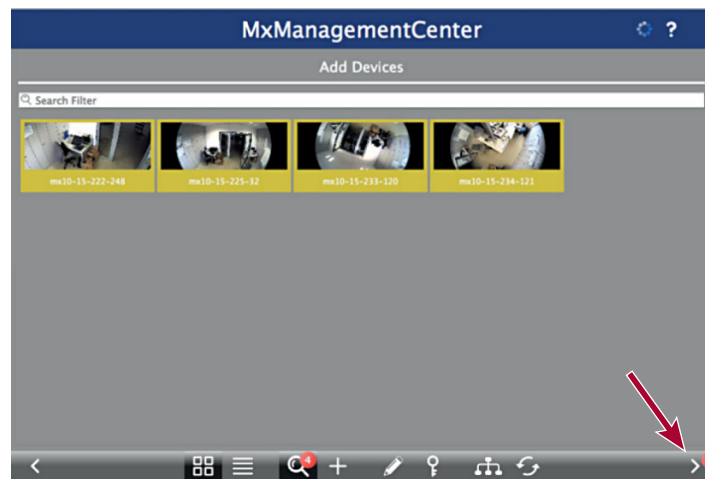 MxManagementCenter ?
Add Devices
Search Filter
mx10-15-222-248 mx10-15-225-32 mx10-15-233-120 mx10-15-234-121
4